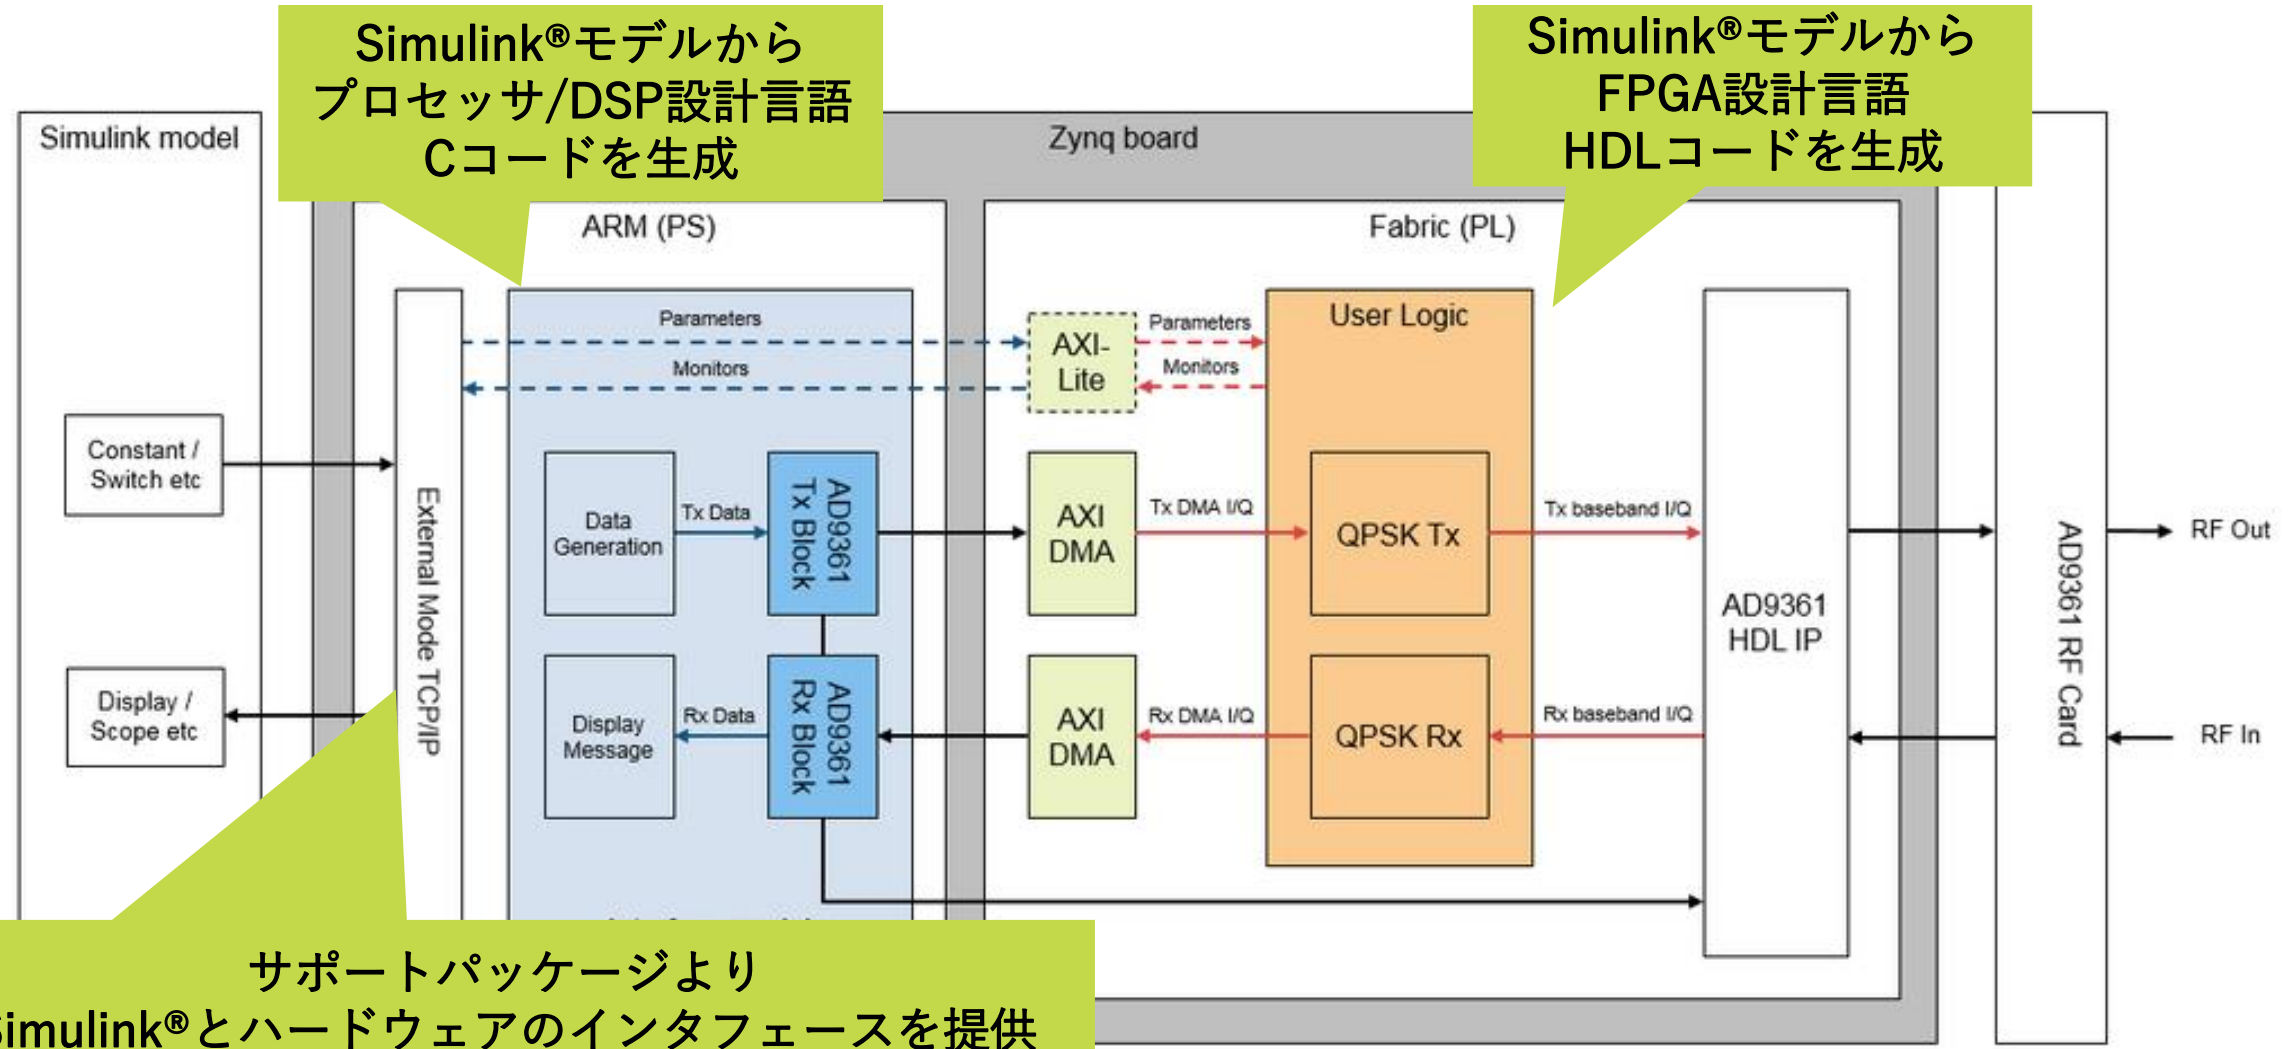 Simulink®モデルから
プロセッサ/DSP設計言語
Cコードを生成
Simulink®モデルから
FPGA設計言語
HDLコードを生成
Simulink model
Zynq board
ARM (PS)
Fabric (PL)
Parameters
Monitors
AXI-
Lite
Parameters
Monitors
User Logic
Constant /
Switch etc
External Mode TCP/IP
Data
Generation
Tx Data
AD9361
Tx Block
AXI
DMA
Tx DMA I/Q
QPSK Tx
Tx baseband I/Q
AD9361
HDL IP
AD9361 RF Card
RF Out
Display /
Scope etc
Display
Message
Rx Data
AD9361
Rx Block
AXI
DMA
Rx DMA I/Q
QPSK Rx
Rx baseband I/Q
RF In
サポートパッケージより
Simulink®とハードウェアのインタフェースを提供